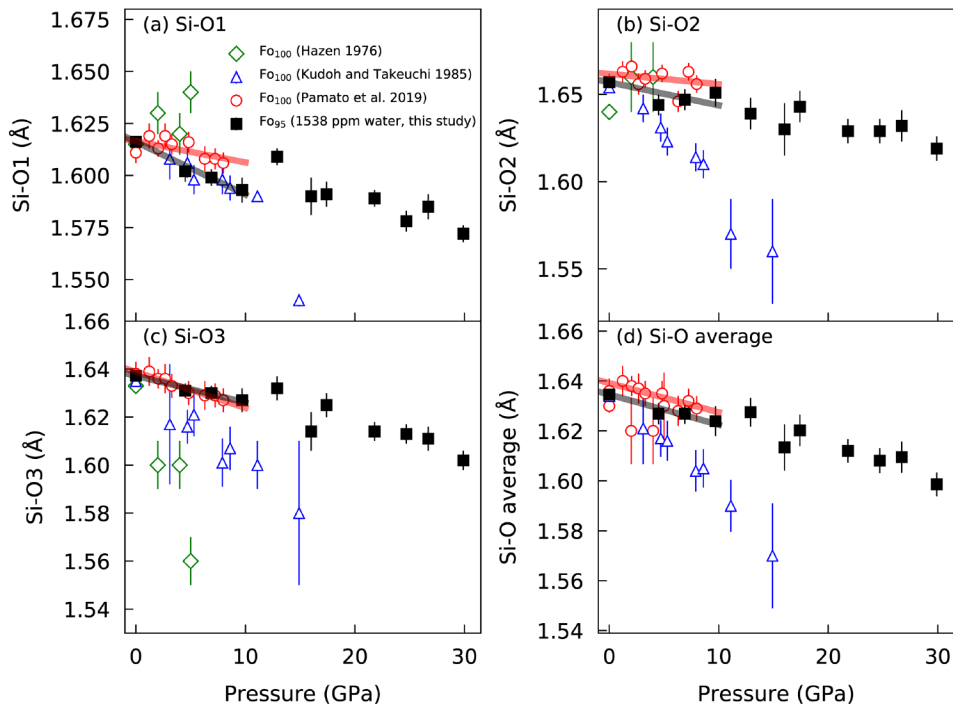 (a) Si-O1
Fo₁₀₀ (Hazen 1976)
Fo₁₀₀ (Kudoh and Takeuchi 1985)
Fo₁₀₀ (Pamato et al. 2019)
Fo₉₅ (1538 ppm water, this study)
Si-O1 (Å)
1.675
1.650
1.625
1.600
1.575
1.550
(b) Si-O2
Si-O2 (Å)
1.65
1.60
1.55
(c) Si-O3
Si-O3 (Å)
1.66
1.64
1.62
1.60
1.58
1.56
1.54
0
10
20
30
Pressure (GPa)
(d) Si-O average
Si-O average (Å)
1.66
1.64
1.62
1.60
1.58
1.56
1.54
0
10
20
30
Pressure (GPa)